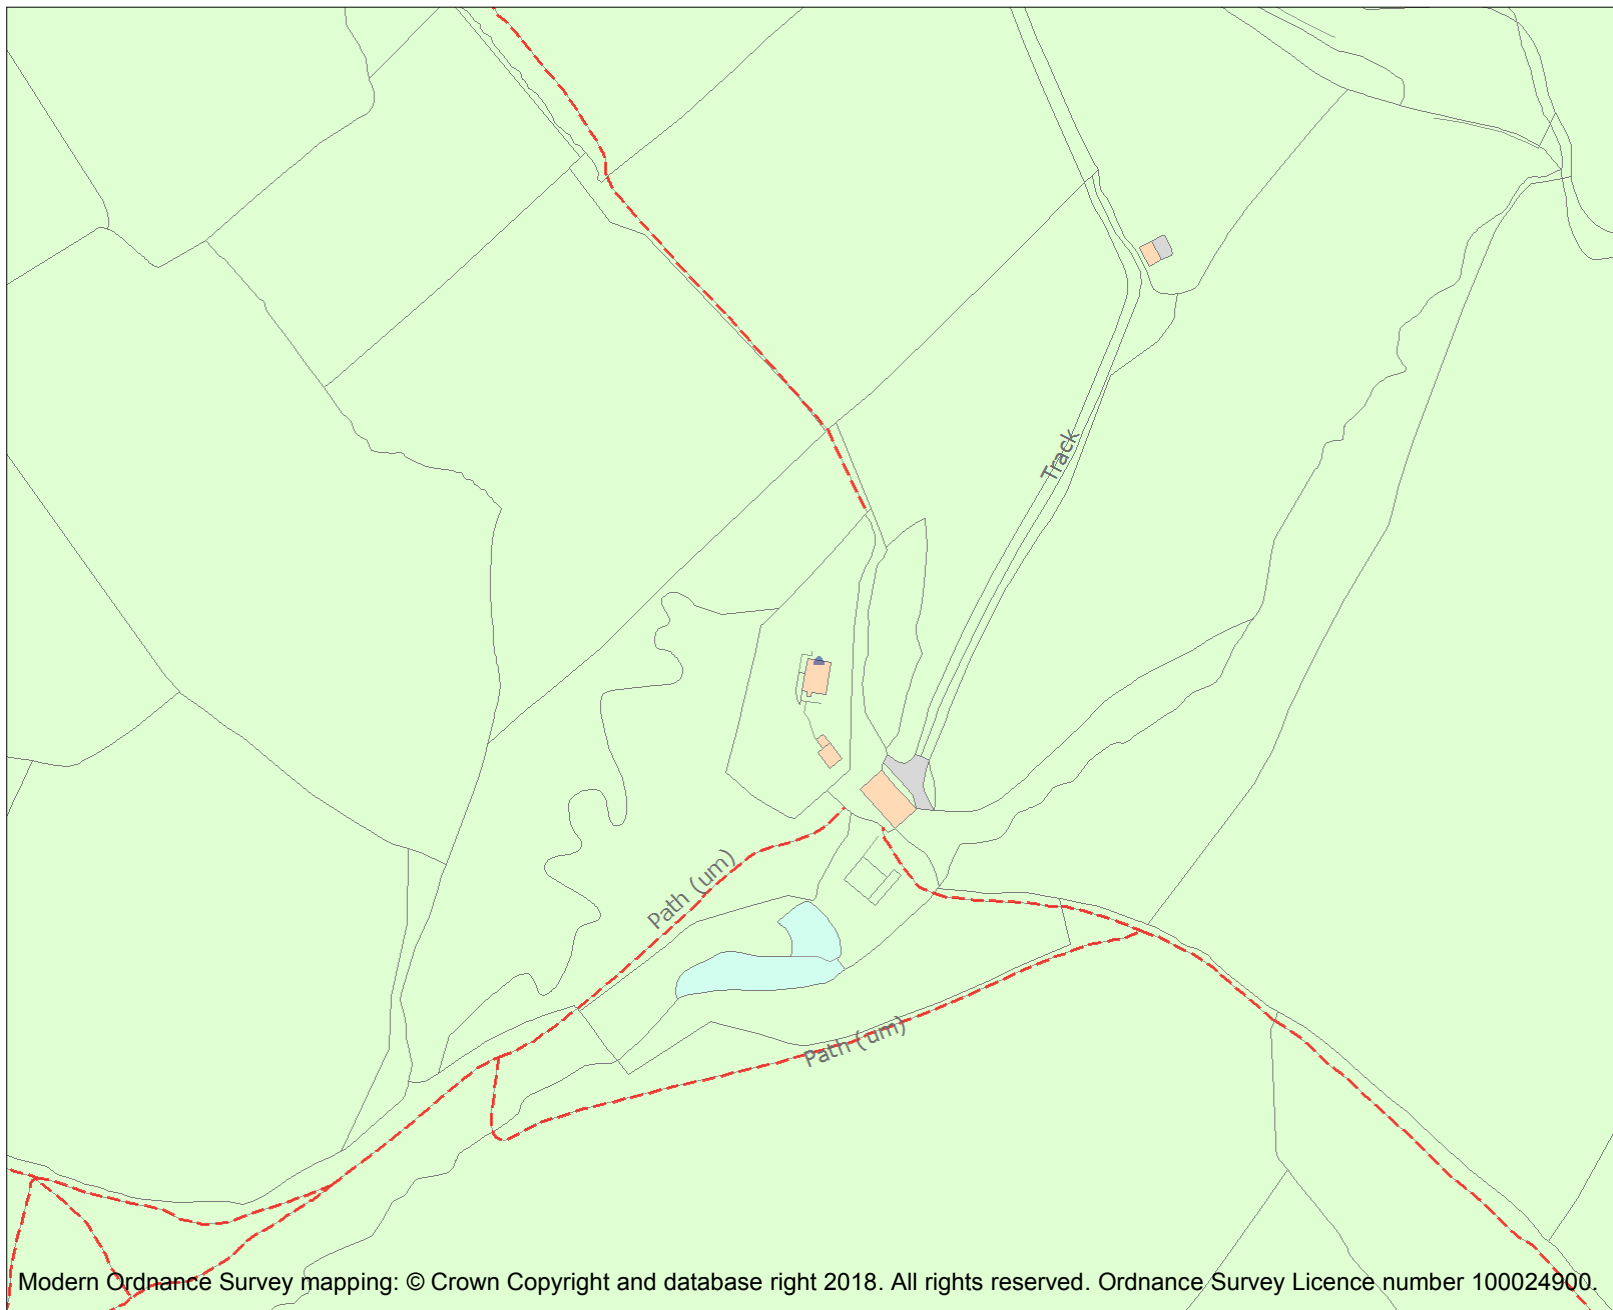 Track
Path (um)
Path (um)
Modern Ordnance Survey mapping: © Crown Copyright and database right 2018. All rights reserved. Ordnance Survey Licence number 100024900.